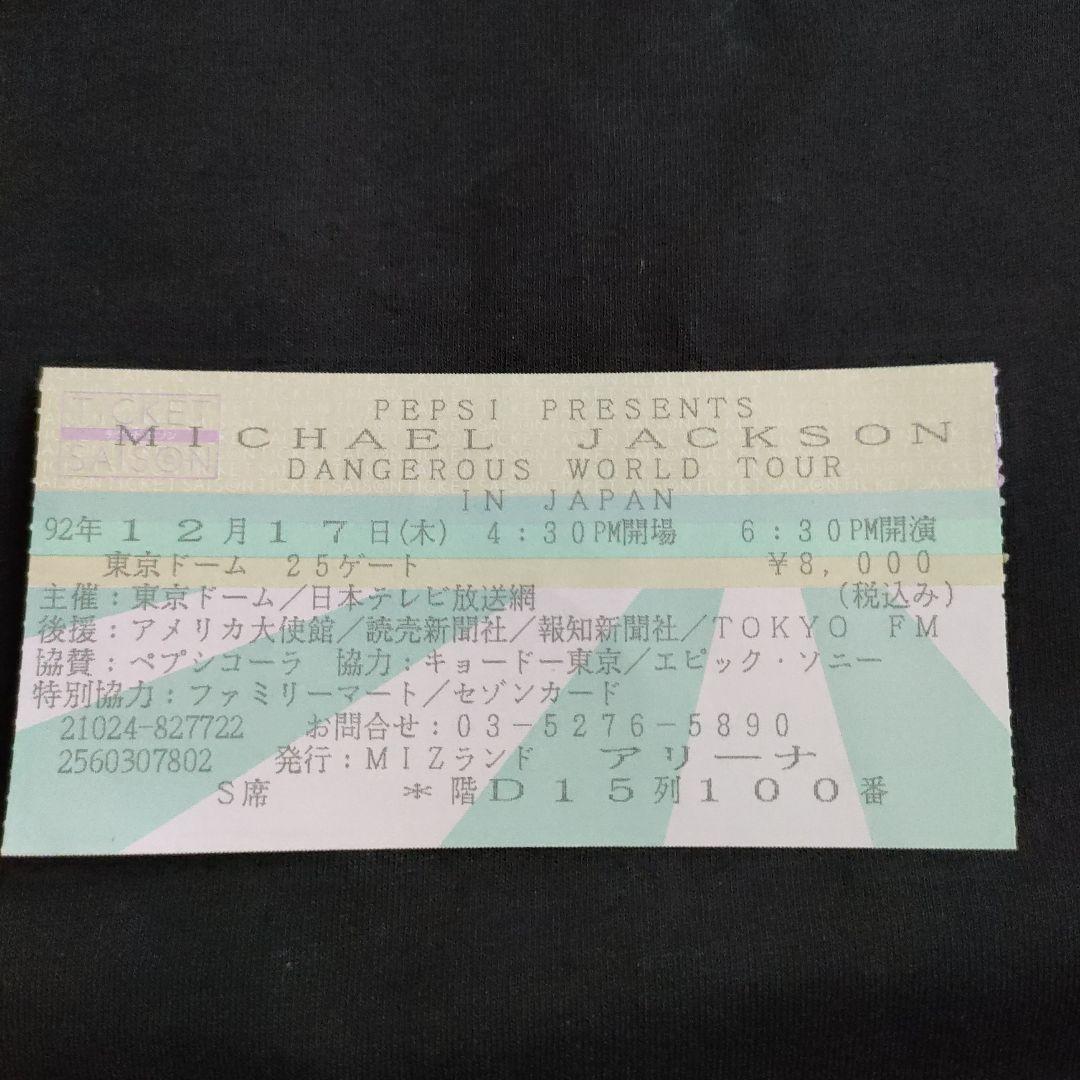 TICKET
チケットセゾン
SAISON
PEPSI PRESENTS
MICHAEL JACKSON
DANGEROUS WORLD TOUR
IN JAPAN
92年12月17日(木) 4:30PM開場 6:30PM開演
東京ドーム 25ゲート ¥8,000
主催:東京ドーム/日本テレビ放送網 (税込み)
後援:アメリカ大使館/読売新聞社/報知新聞社/TOKYO FM
協賛:ペプシコーラ 協力:キョードー東京/エピック・ソニー
特別協力:ファミリーマート/セゾンカード
21024-827722 お問合せ:03-5276-5890
2560307802 発行:MIZランド アリーナ
S席 *階D15列100番